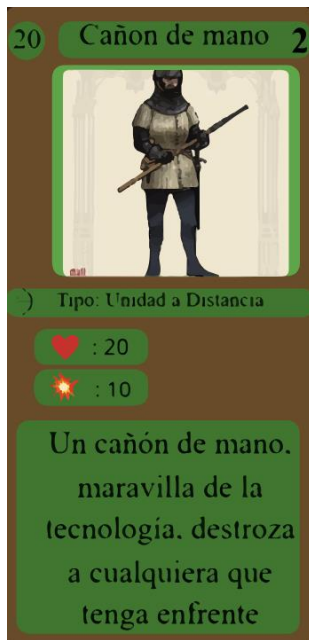 20 Cañon de mano 2
Tipo: Unidad a Distancia
: 20
: 10
Un cañón de mano.
maravilla de la
tecnología. destroza
a cualquiera que
tenga enfrente